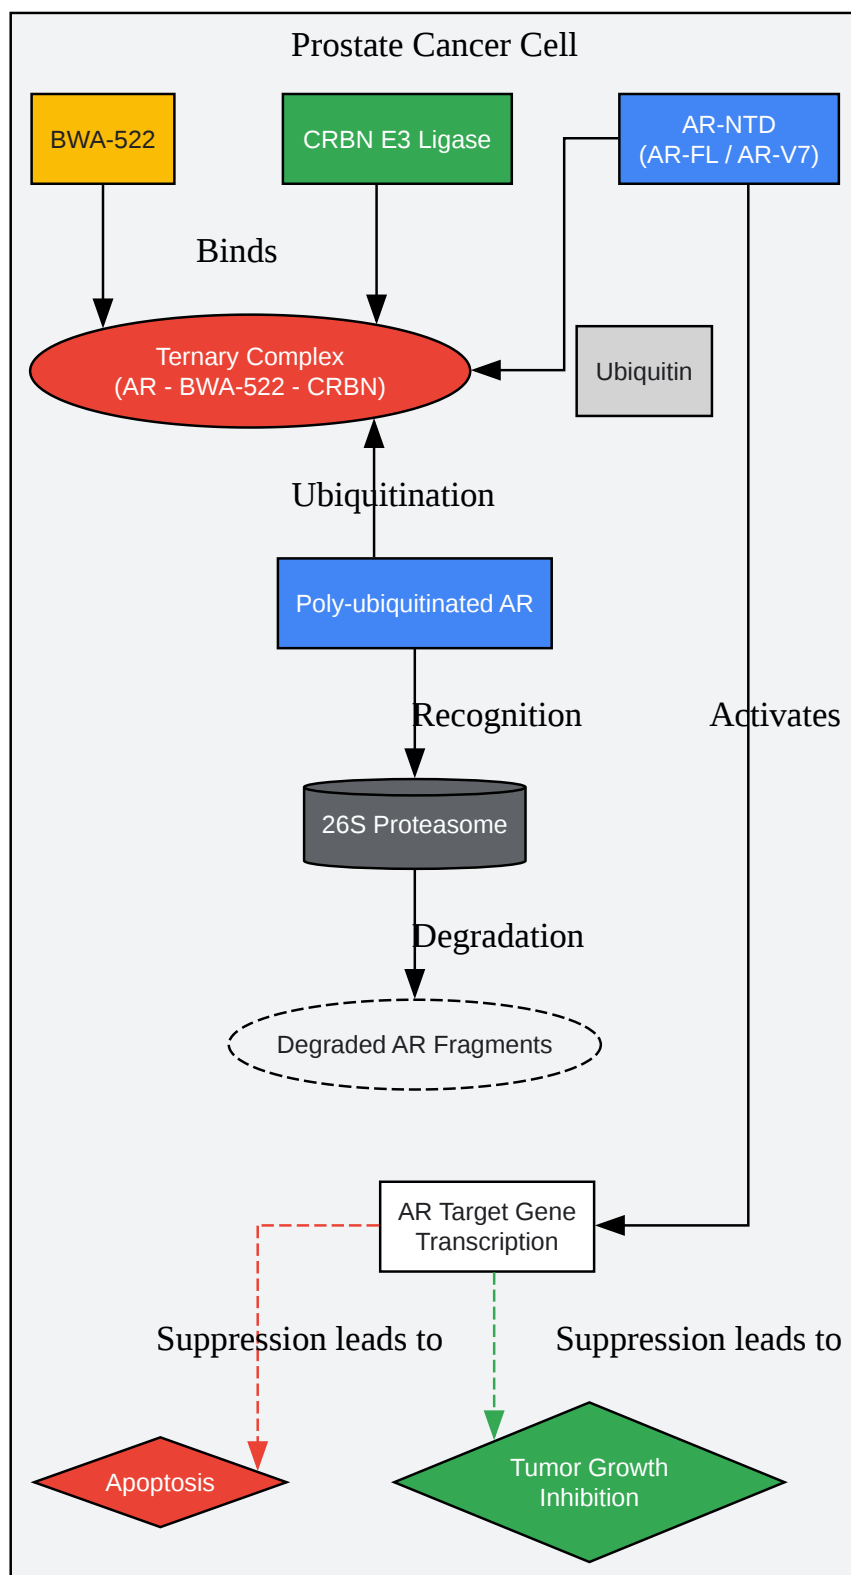 Prostate Cancer Cell
BWA-522
CRBN E3 Ligase
AR-NTD
(AR-FL / AR-V7)
Binds
Ternary Complex
(AR - BWA-522 - CRBN)
Ubiquitin
Ubiquitination
Poly-ubiquitinated AR
Recognition
Activates
26S Proteasome
Degradation
Degraded AR Fragments
AR Target Gene
Transcription
Suppression leads to
Suppression leads to
Apoptosis
Tumor Growth
Inhibition